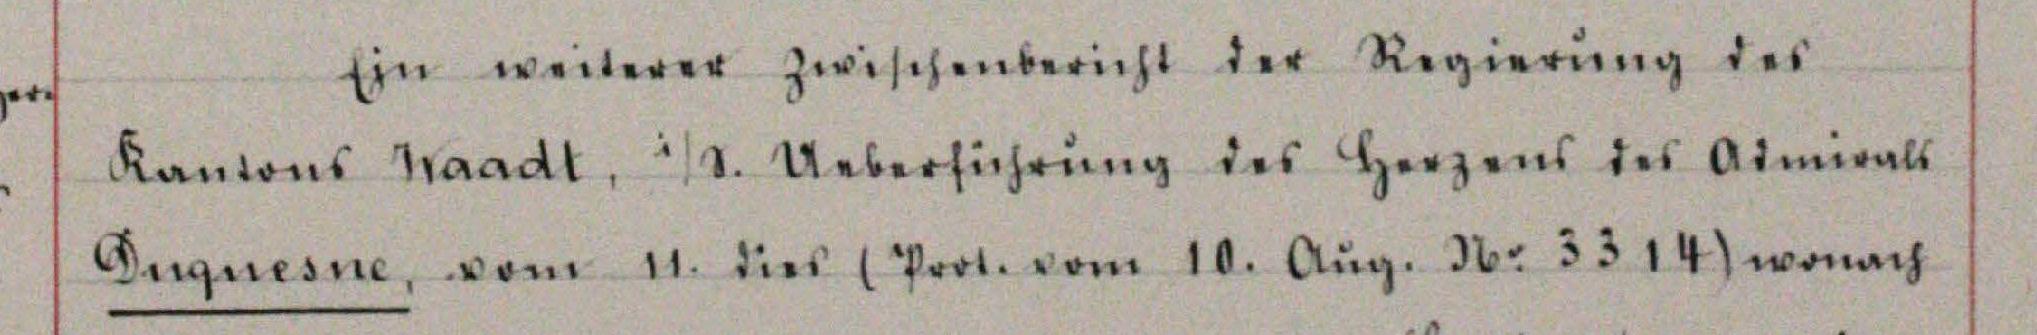 Ein weiterer Zwischenbericht der Regierung des
Kantons Waadt, i/S. Ueberführung des Herzens des Admirals
Duquesne, vom 11. dies (Prot. vom 10. Aug. No. 3314) wonach